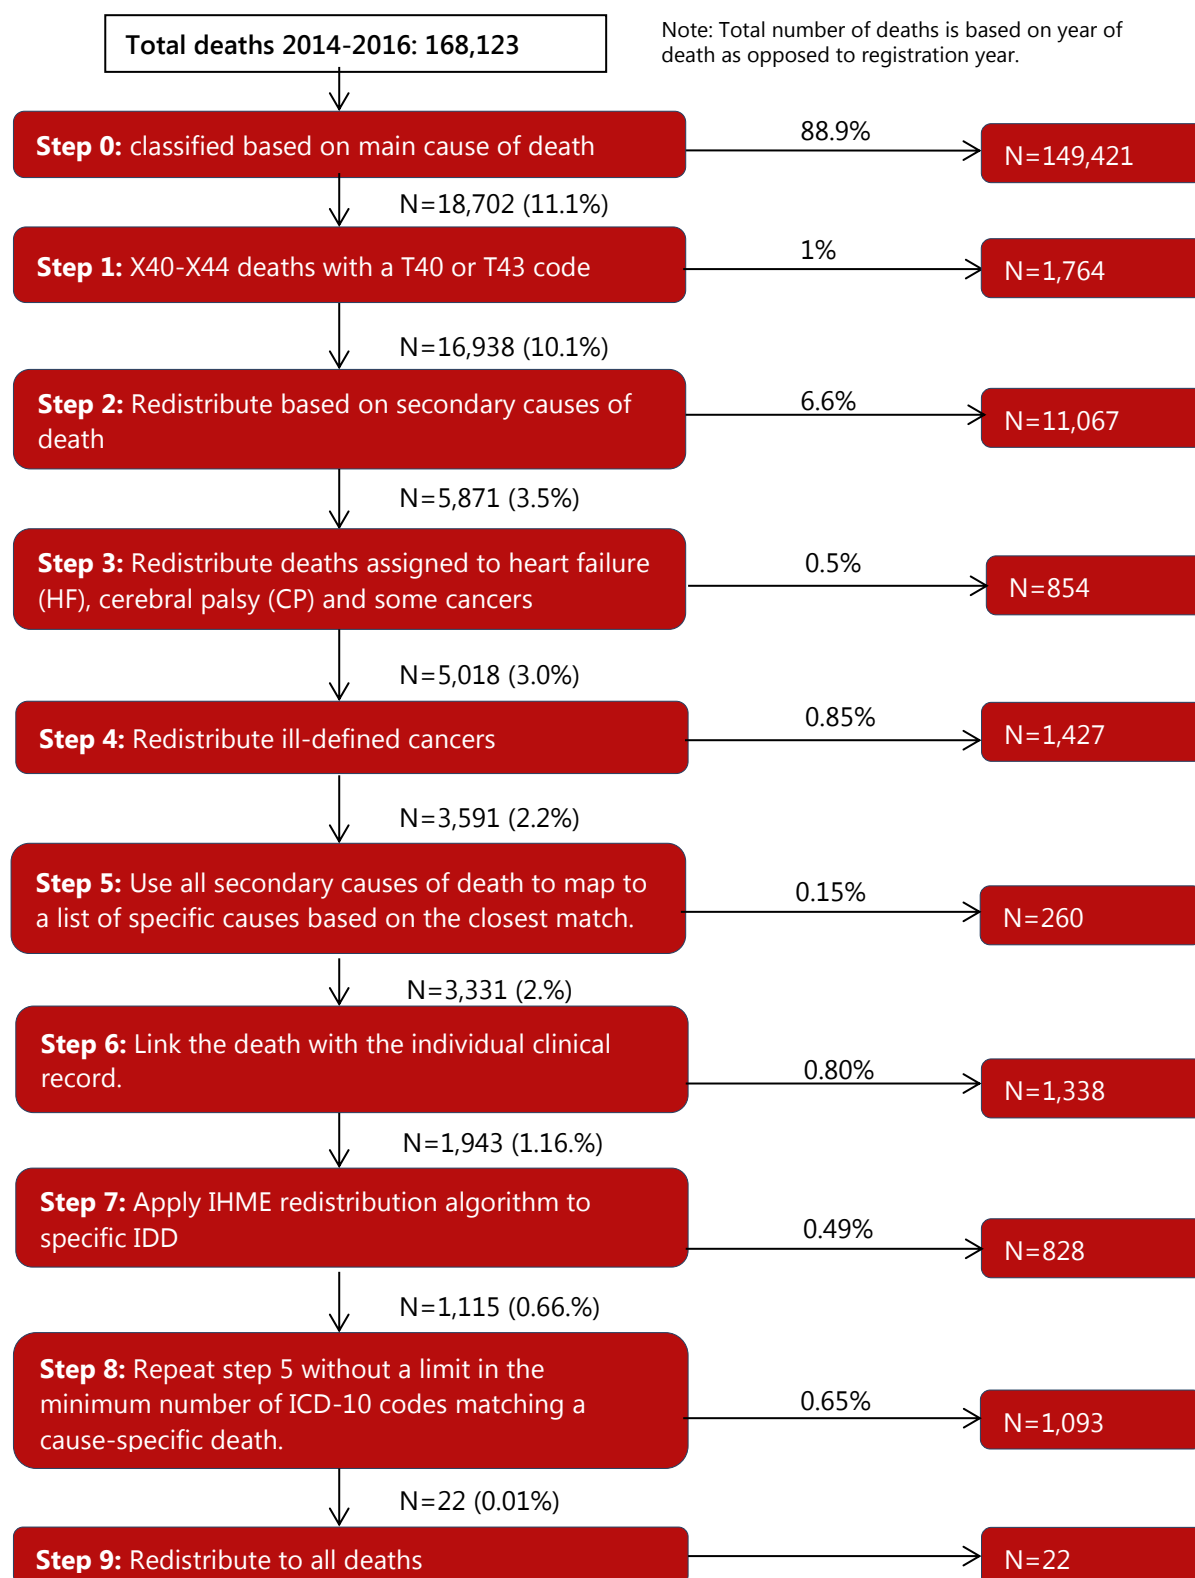 Total deaths 2014-2016: 168,123
Note: Total number of deaths is based on year of
death as opposed to registration year.
Step 0: classified based on main cause of death
88.9%
N=149,421
N=18,702 (11.1%)
Step 1: X40-X44 deaths with a T40 or T43 code
1%
N=1,764
N=16,938 (10.1%)
Step 2: Redistribute based on secondary causes of
death
6.6%
N=11,067
N=5,871 (3.5%)
Step 3: Redistribute deaths assigned to heart failure
(HF), cerebral palsy (CP) and some cancers
0.5%
N=854
N=5,018 (3.0%)
Step 4: Redistribute ill-defined cancers
0.85%
N=1,427
N=3,591 (2.2%)
Step 5: Use all secondary causes of death to map to
a list of specific causes based on the closest match.
0.15%
N=260
N=3,331 (2.%)
Step 6: Link the death with the individual clinical
record.
0.80%
N=1,338
N=1,943 (1.16.%)
Step 7: Apply IHME redistribution algorithm to
specific IDD
0.49%
N=828
N=1,115 (0.66.%)
Step 8: Repeat step 5 without a limit in the
minimum number of ICD-10 codes matching a
cause-specific death.
0.65%
N=1,093
N=22 (0.01%)
Step 9: Redistribute to all deaths
N=22